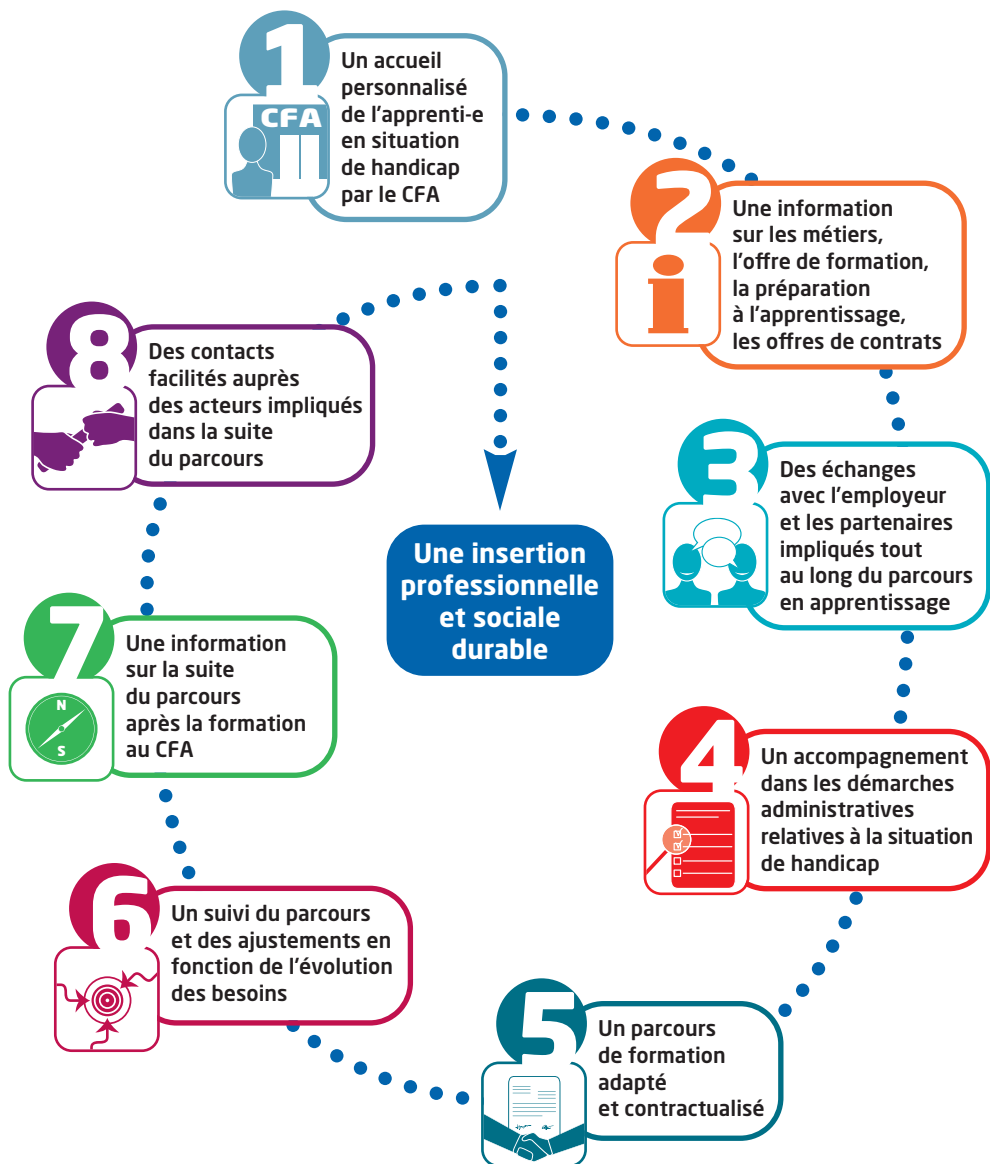 1
CFA
Un accueil
personnalisé
de l'apprenti-e
en situation
de handicap
par le CFA
2
i
Une information
sur les métiers,
l'offre de formation,
la préparation
à l'apprentissage,
les offres de contrats
3
Des échanges
avec l'employeur
et les partenaires
impliqués tout
au long du parcours
en apprentissage
4
Un accompagnement
dans les démarches
administratives
relatives à la situation
de handicap
5
Un parcours
de formation
adapté
et contractualisé
6
Un suivi du parcours
et des ajustements en
fonction de l'évolution
des besoins
7
N
S
Une information
sur la suite
du parcours
après la formation
au CFA
8
Des contacts
facilités auprès
des acteurs impliqués
dans la suite
du parcours
Une insertion
professionnelle
et sociale
durable